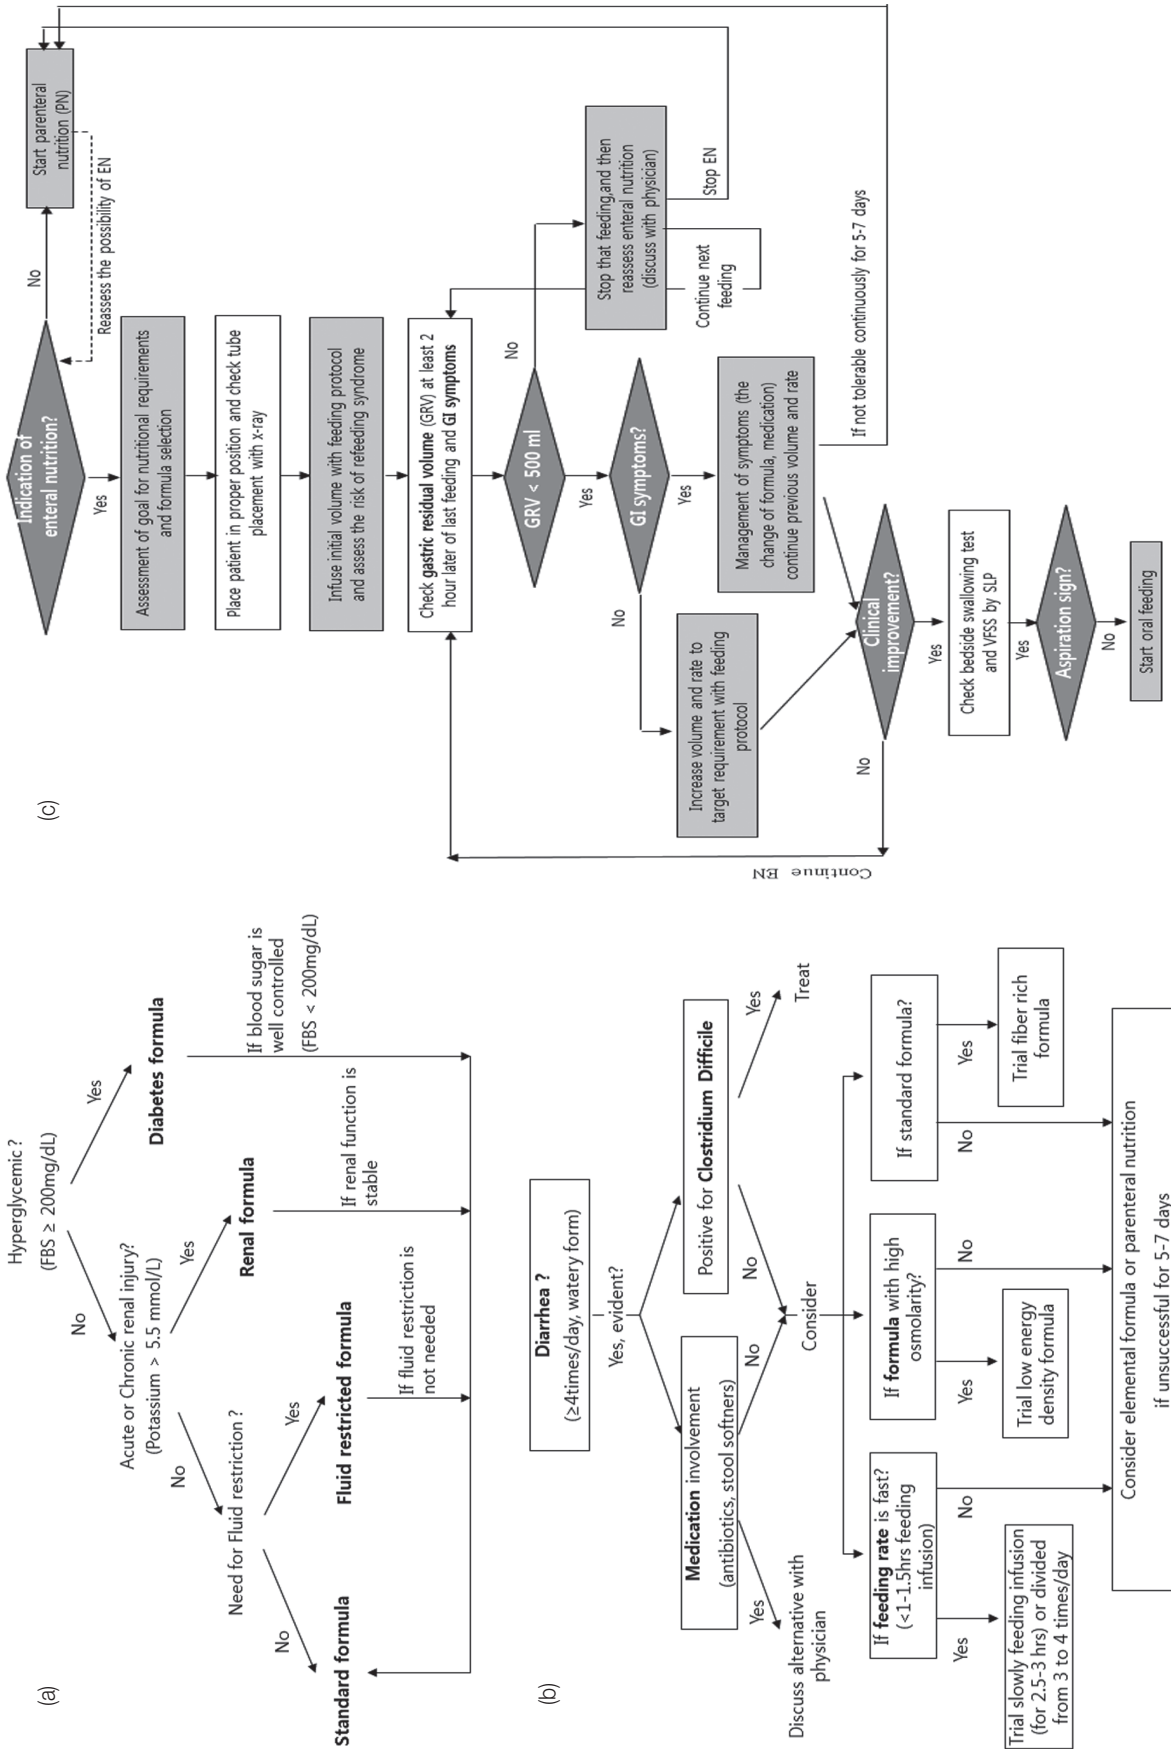 (a)
Hyperglycemic ?
(FBS ≥ 200mg/dL)
No
Yes
Acute or Chronic renal injury?
(Potassium > 5.5 mmol/L)
Diabetes formula
No
Yes
Need for Fluid restriction ?
Renal formula
If blood sugar is
well controlled
(FBS < 200mg/dL)
No
Yes
Standard formula
Fluid restricted formula
If renal function is
stable
If fluid restriction is
not needed
(b)
Diarrhea ?
(≥4times/day, watery form)
Yes, evident?
Medication involvement
(antibiotics, stool softners)
Positive for Clostridium Difficile
Yes
No
No
Yes
Discuss alternative with
physician
Consider
Treat
If feeding rate is fast?
(<1-1.5hrs feeding
infusion)
If formula with high
osmolarity?
If standard formula?
Yes
No
Yes
No
No
Yes
Trial slowly feeding infusion
(for 2.5-3 hrs) or divided
from 3 to 4 times/day
Trial low energy
density formula
Trial fiber rich
formula
Consider elemental formula or parenteral nutrition
if unsuccessful for 5-7 days
(c)
Indication of
enteral nutrition?
No
Start parenteral
nutrition (PN)
Reassess the possibility of EN
Yes
Assessment of goal for nutritional requirements
and formula selection
Place patient in proper position and check tube
placement with x-ray
Infuse initial volume with feeding protocol
and assess the risk of refeeding syndrome
Check gastric residual volume (GRV) at least 2
hour later of last feeding and GI symptoms
GRV < 500 ml
No
Yes
Stop that feeding,and then
reassess enteral nutrition
(discuss with physician)
Continue next
feeding
Stop EN
GI symptoms?
No
Yes
Increase volume and rate to
target requirement with feeding
protocol
Management of symptoms (the
change of formula, medication)
continue previous volume and rate
If not tolerable continuously for 5-7 days
Clinical
improvement?
No
Continue EN
Yes
Check bedside swallowing test
and VFSS by SLP
Yes
Aspiration sign?
No
Start oral feeding